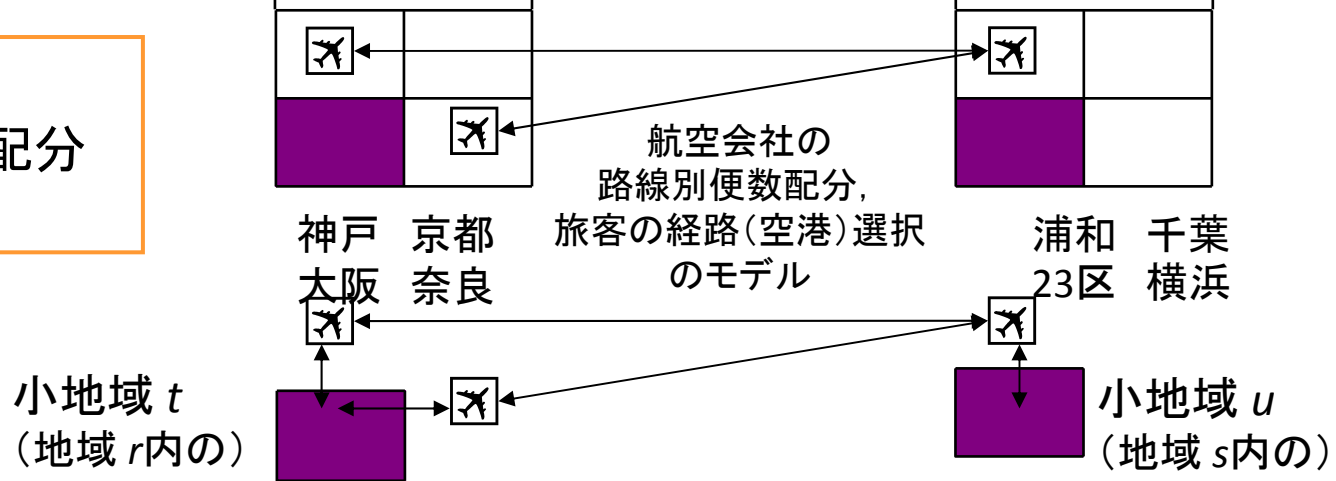 配分
航空会社の
路線別便数配分,
旅客の経路(空港)選択
のモデル
神戸 京都
大阪 奈良
浦和 千葉
23区 横浜
小地域 t
(地域 r内の)
小地域 u
(地域 s内の)